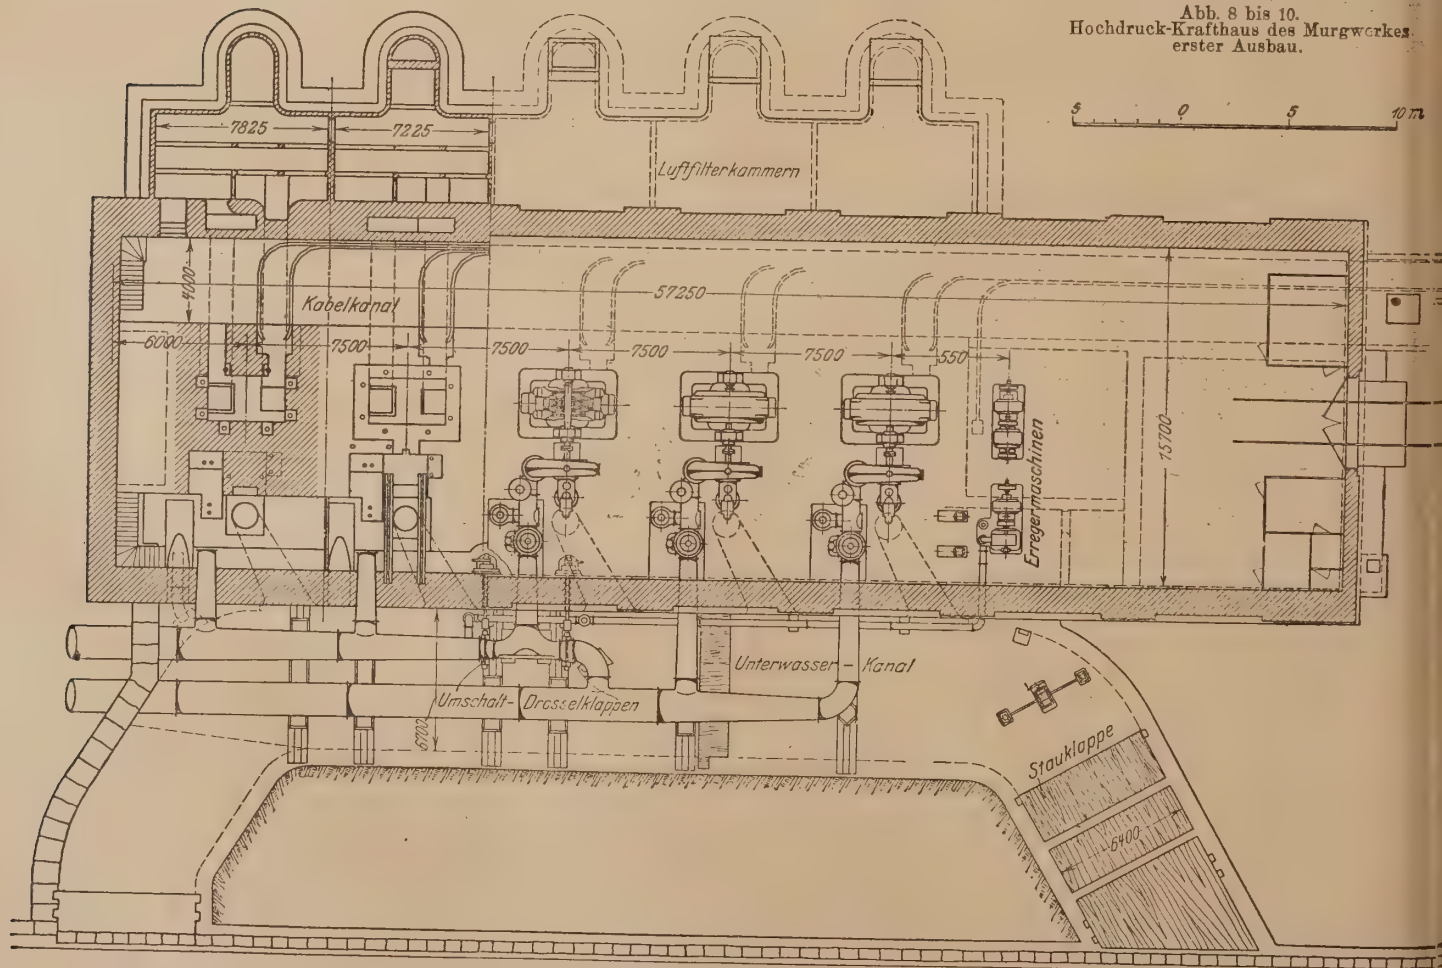 Abb. 8 bis 10.
Hochdruck-Krafthaus des Murgwerkes
erster Ausbau.
5 0 5 10 m
7825 7225
Luftfilterkammern
4000
57250
Kabelkanal
6000 7500 7500 7500 7500 550
15700
Erregermaschinen
Unterwasser-Kanal
Umschalt-Drosselklappen
6700
Stauklappe
6400